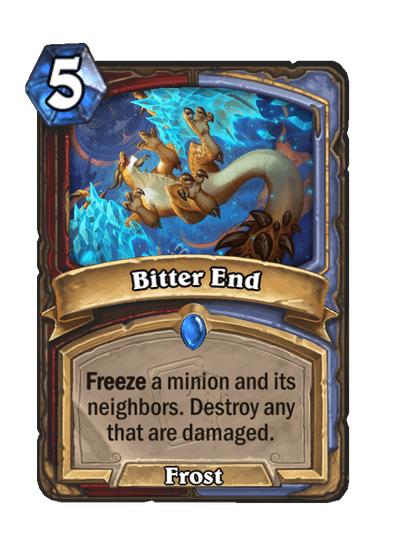 5
Bitter End
Freeze a minion and its
neighbors. Destroy any
that are damaged.
Frost